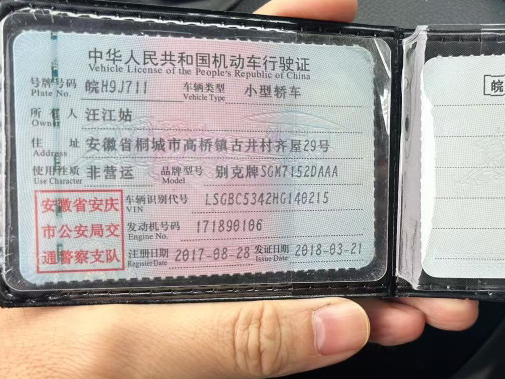 中华人民共和国机动车行驶证
Vehicle License of the People's Republic of China
号牌号码 皖H9J711 车辆类型 小型轿车
Plate No. Vehicle Type
所有人 汪江姑
Owner
住址 安徽省桐城市高桥镇古井村齐屋29号
Address
使用性质 非营运 品牌型号 别克牌SGM7152DAAA
Use Character Model
安徽省安庆
市公安局交
通警察支队
车辆识别代号 LSGBC5342HG140215
VIN
发动机号码 171890106
Engine No.
注册日期 2017-08-28 发证日期 2018-03-21
Register Date Issue Date
皖